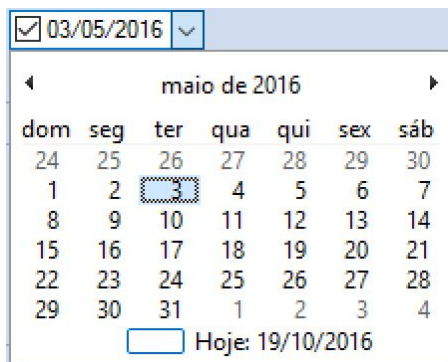 03/05/2016
maio de 2016
dom seg ter qua qui sex sáb
24 25 26 27 28 29 30
1 2 3 4 5 6 7
8 9 10 11 12 13 14
15 16 17 18 19 20 21
22 23 24 25 26 27 28
29 30 31 1 2 3 4
Hoje: 19/10/2016